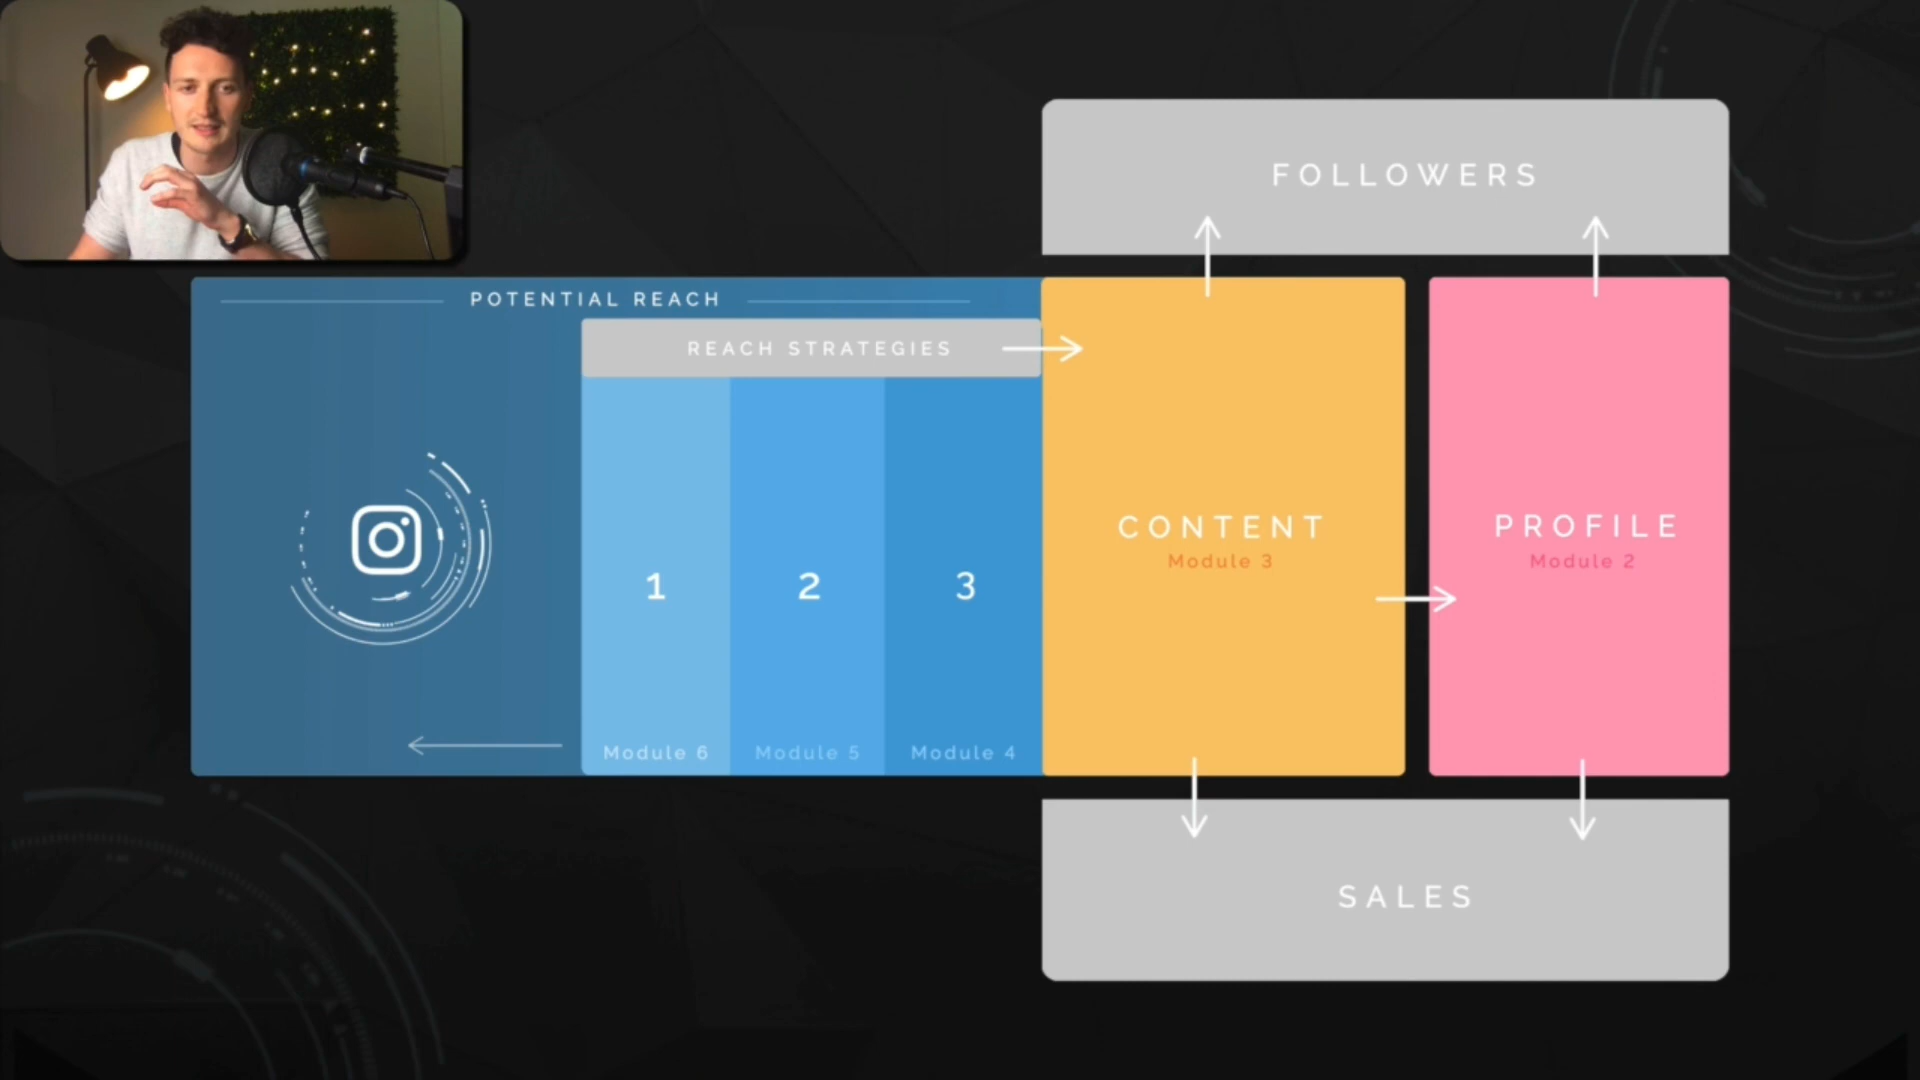 FOLLOWERS
POTENTIAL REACH
REACH STRATEGIES
CONTENT
Module 3
PROFILE
Module 2
1
2
3
Module 6
Module 5
Module 4
SALES